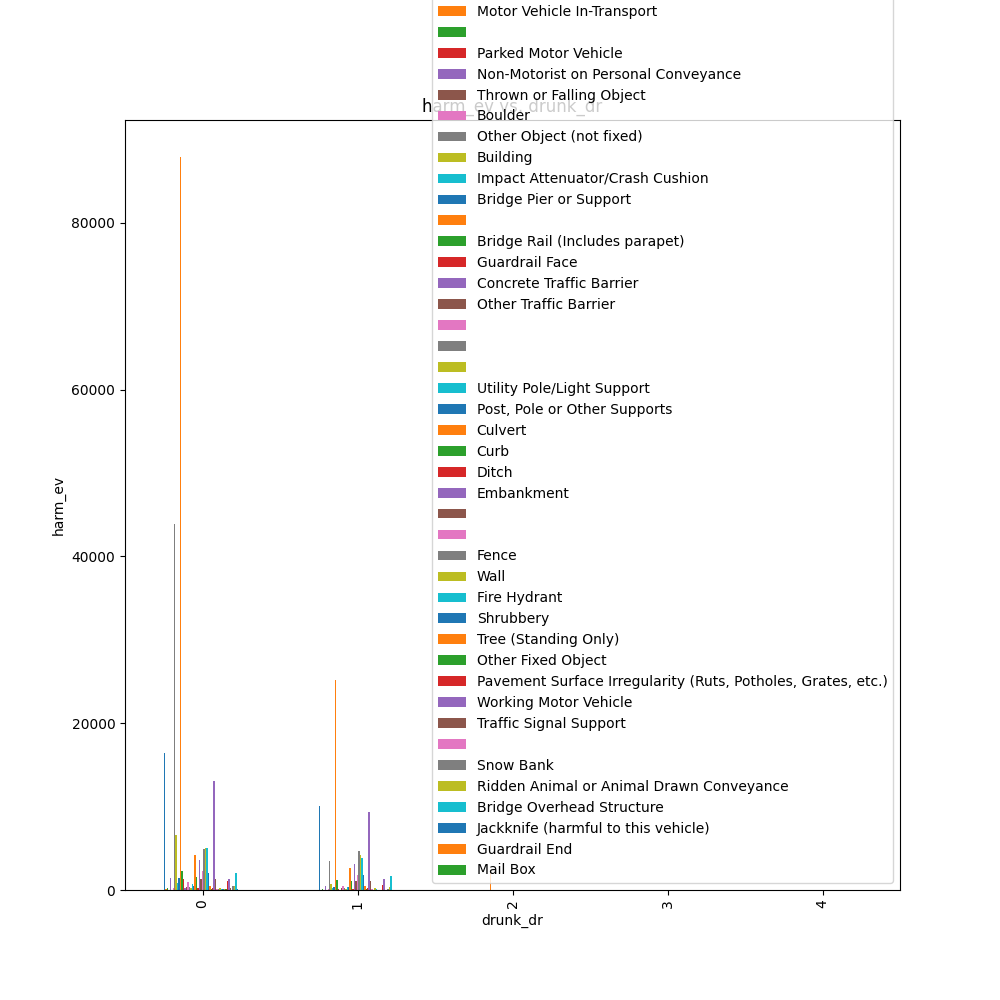 Motor Vehicle In-Transport
Parked Motor Vehicle
Non-Motorist on Personal Conveyance
Thrown or Falling Object
harm_ev vs. drunk_dr
Boulder
Other Object (not fixed)
Building
Impact Attenuator/Crash Cushion
Bridge Pier or Support
Bridge Rail (Includes parapet)
Guardrail Face
Concrete Traffic Barrier
Other Traffic Barrier
Utility Pole/Light Support
Post, Pole or Other Supports
Culvert
Curb
Ditch
Embankment
Fence
Wall
Fire Hydrant
Shrubbery
Tree (Standing Only)
Other Fixed Object
Pavement Surface Irregularity (Ruts, Potholes, Grates, etc.)
Working Motor Vehicle
Traffic Signal Support
Snow Bank
Ridden Animal or Animal Drawn Conveyance
Bridge Overhead Structure
Jackknife (harmful to this vehicle)
Guardrail End
Mail Box
80000
60000
40000
20000
0
harm_ev
0 1 2 3 4
drunk_dr